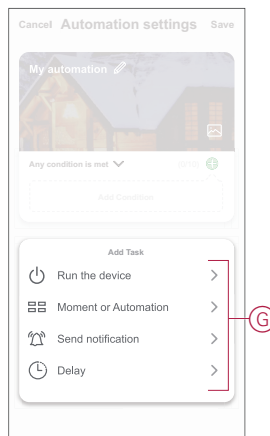 Cancel Automation settings Save
My automation
Any condition is met
Add Condition
Add Task
Run the device
Moment or Automation
Send notification
Delay
G